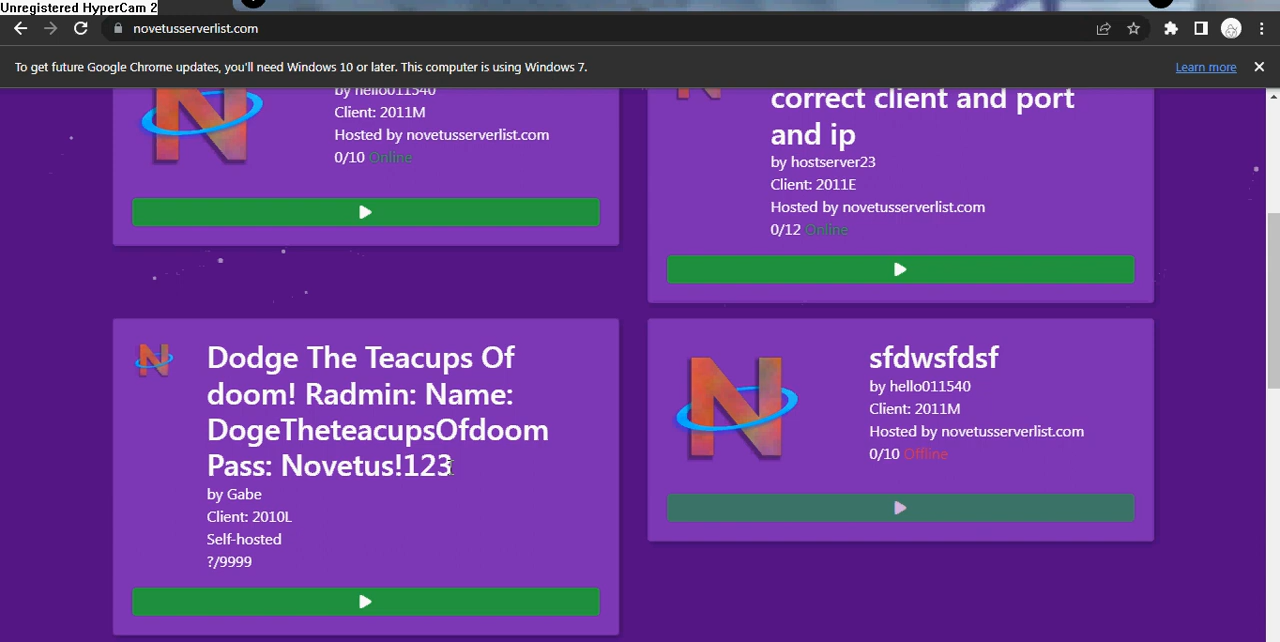 Unregistered HyperCam 2
novetusserverlist.com
To get future Google Chrome updates, you'll need Windows 10 or later. This computer is using Windows 7.
Learn more
by hello011540
Client: 2011M
Hosted by novetusserverlist.com
0/10 Online
correct client and port
and ip
by hostserver23
Client: 2011E
Hosted by novetusserverlist.com
0/12 Online
Dodge The Teacups Of
doom! Radmin: Name:
DogeTheteacupsOfdoom
Pass: Novetus!123
by Gabe
Client: 2010L
Self-hosted
?/9999
sfdwsfdsf
by hello011540
Client: 2011M
Hosted by novetusserverlist.com
0/10 Offline